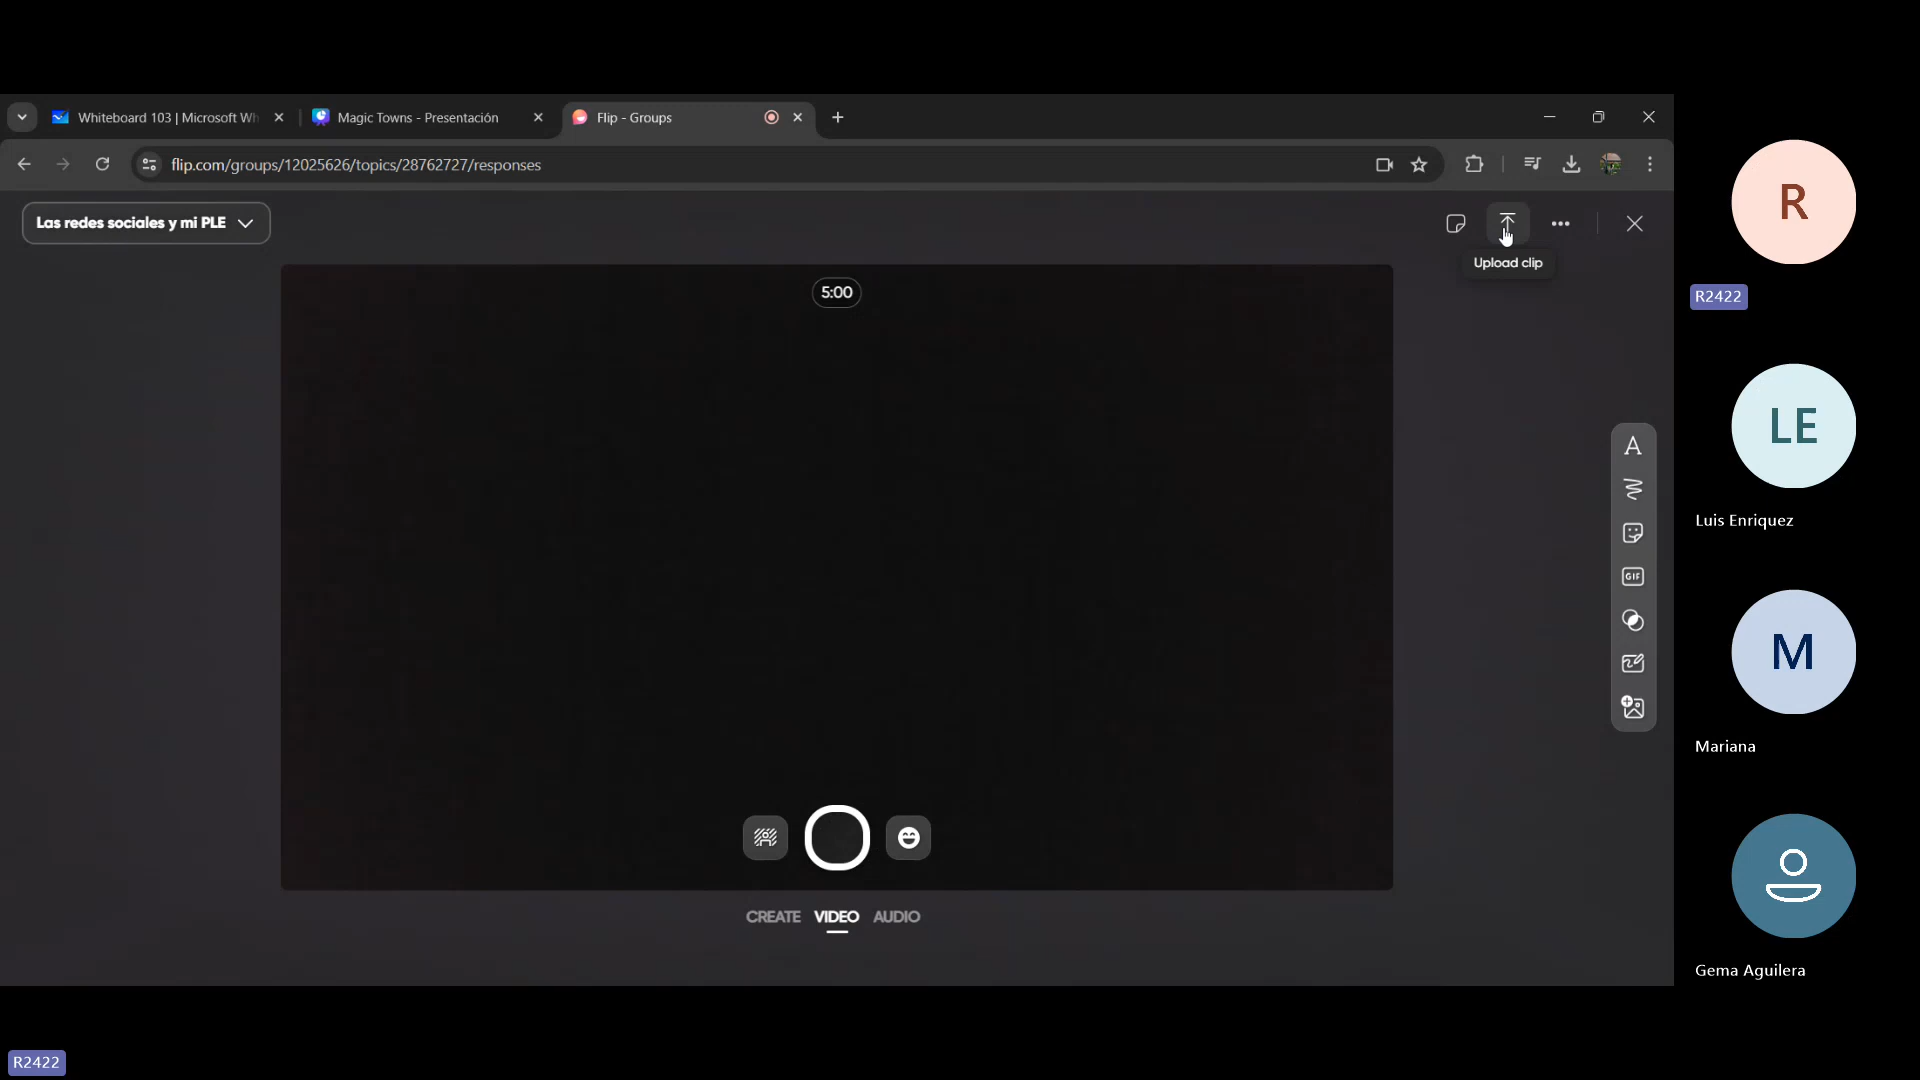 Whiteboard 103 | Microsoft Wh
Magic Towns - Presentación
Flip - Groups
flip.com/groups/12025626/topics/28762727/responses
Las redes sociales y mi PLE
Upload clip
5:00
GIF
CREATE VIDEO AUDIO
R
R2422
LE
Luis Enriquez
M
Mariana
Gema Aguilera
R2422